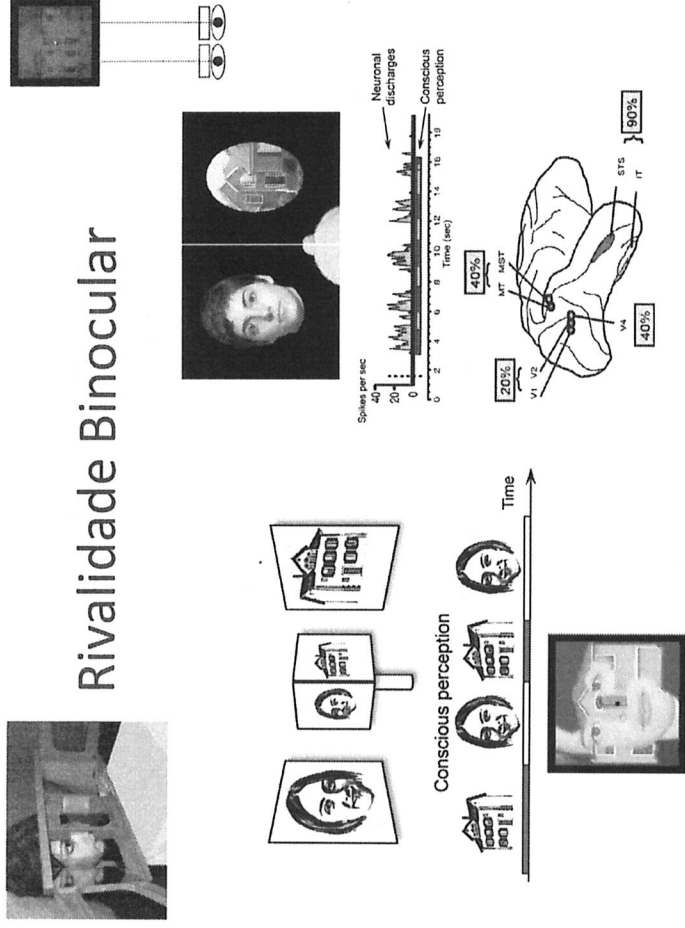 Rivalidade Binocular
Conscious perception
Time
Spikes per sec
40
20
0
Neuronal
discharges
Conscious
perception
0 2 4 6 8 10 12 14 16 18
Time (sec)
20%
V1 V2
40%
MT MST
V4
40%
STS
IT
90%